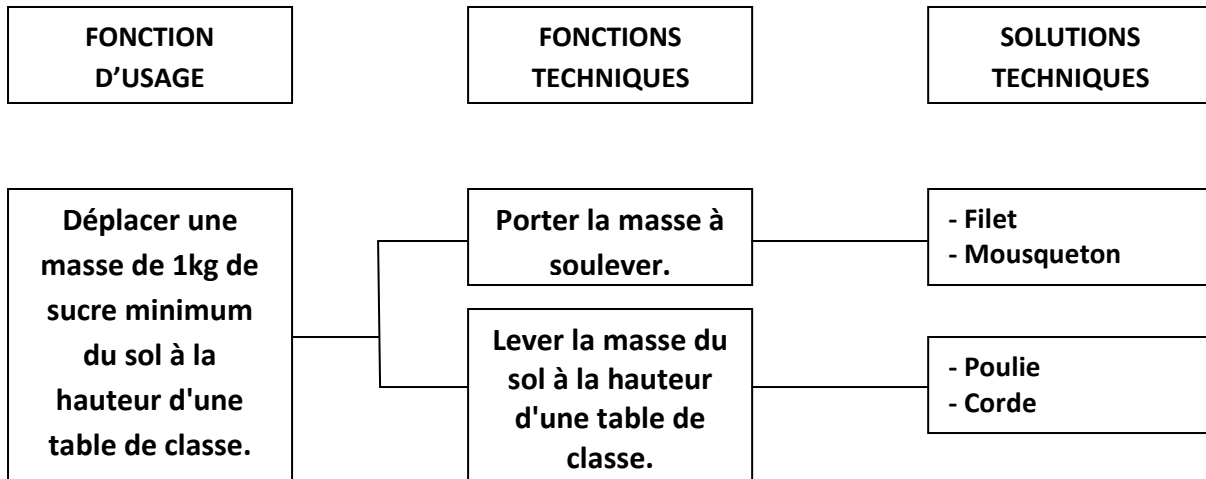 FONCTION
D’USAGE
FONCTIONS
TECHNIQUES
SOLUTIONS
TECHNIQUES
Déplacer une
masse de 1kg de
sucre minimum
du sol à la
hauteur d'une
table de classe.
Porter la masse à
soulever.
Lever la masse du
sol à la hauteur
d'une table de
classe.
- Filet
- Mousqueton
- Poulie
- Corde